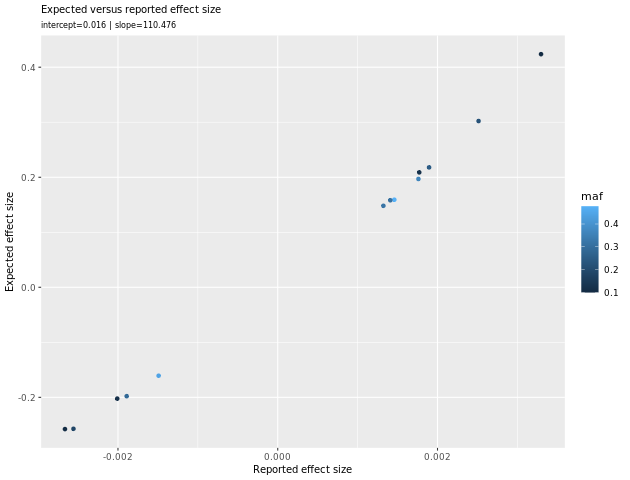 Expected versus reported effect size
intercept=0.016 | slope=110.476
0.4
0.2
0.0
-0.2
Expected effect size
-0.002
0.000
0.002
Reported effect size
maf
0.4
0.3
0.2
0.1